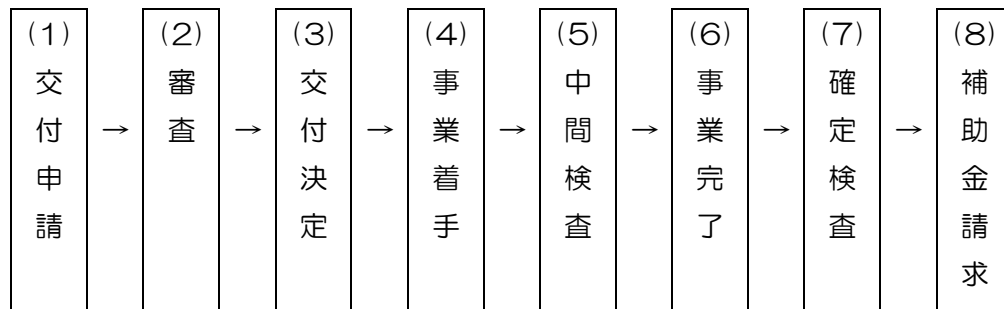 (1)交付申請
→
(2)審査
→
(3)交付決定
→
(4)事業着手
→
(5)中間検査
→
(6)事業完了
→
(7)確定検査
→
(8)補助金請求